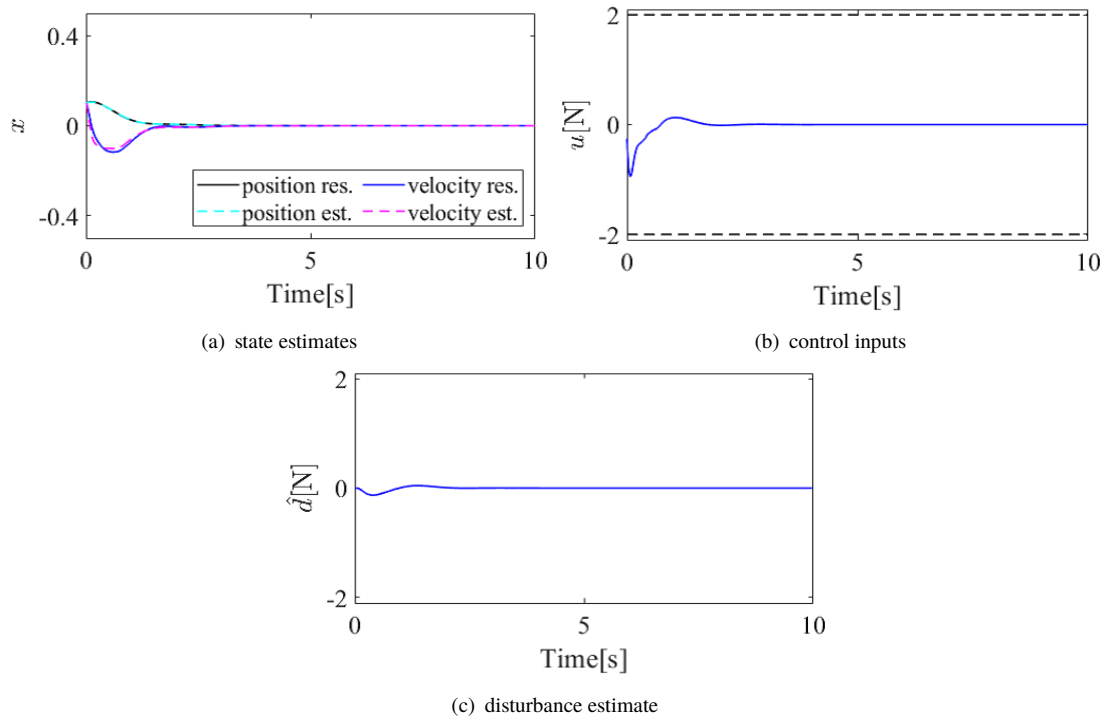 0.4
0
-0.4
x
position res.
velocity res.
position est.
velocity est.
0
5
10
Time[s]
(a) state estimates
2
0
-2
u[N]
0
5
10
Time[s]
(b) control inputs
2
0
-2
d̂[N]
0
5
10
Time[s]
(c) disturbance estimate